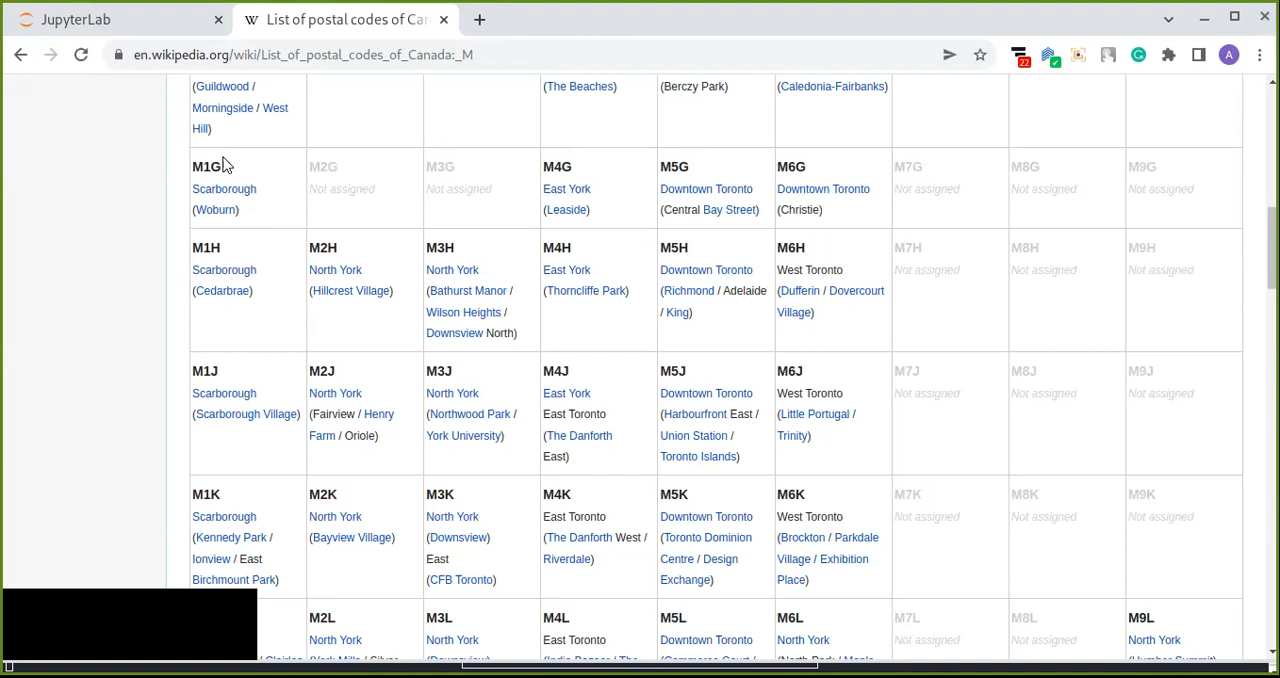 JupyterLab
List of postal codes of Car
en.wikipedia.org/wiki/List_of_postal_codes_of_Canada:_M
22
A
(Guildwood /
Morningside / West
Hill)
(The Beaches)
(Berczy Park)
(Caledonia-Fairbanks)
M1G
Scarborough
(Woburn)
M2G
Not assigned
M3G
Not assigned
M4G
East York
(Leaside)
M5G
Downtown Toronto
(Central Bay Street)
M6G
Downtown Toronto
(Christie)
M7G
Not assigned
M8G
Not assigned
M9G
Not assigned
M1H
Scarborough
(Cedarbrae)
M2H
North York
(Hillcrest Village)
M3H
North York
(Bathurst Manor /
Wilson Heights /
Downsview North)
M4H
East York
(Thorncliffe Park)
M5H
Downtown Toronto
(Richmond / Adelaide
/ King)
M6H
West Toronto
(Dufferin / Dovercourt
Village)
M7H
Not assigned
M8H
Not assigned
M9H
Not assigned
M1J
Scarborough
(Scarborough Village)
M2J
North York
(Fairview / Henry
Farm / Oriole)
M3J
North York
(Northwood Park /
York University)
M4J
East York
East Toronto
(The Danforth
East)
M5J
Downtown Toronto
(Harbourfront East /
Union Station /
Toronto Islands)
M6J
West Toronto
(Little Portugal /
Trinity)
M7J
Not assigned
M8J
Not assigned
M9J
Not assigned
M1K
Scarborough
(Kennedy Park /
Ionview / East
Birchmount Park)
M2K
North York
(Bayview Village)
M3K
North York
(Downsview)
East
(CFB Toronto)
M4K
East Toronto
(The Danforth West /
Riverdale)
M5K
Downtown Toronto
(Toronto Dominion
Centre / Design
Exchange)
M6K
West Toronto
(Brockton / Parkdale
Village / Exhibition
Place)
M7K
Not assigned
M8K
Not assigned
M9K
Not assigned
M2L
North York
M3L
North York
(Downsview)
M4L
East Toronto
M5L
Downtown Toronto
M6L
North York
M7L
Not assigned
M8L
Not assigned
M9L
North York
(Humber Summit)